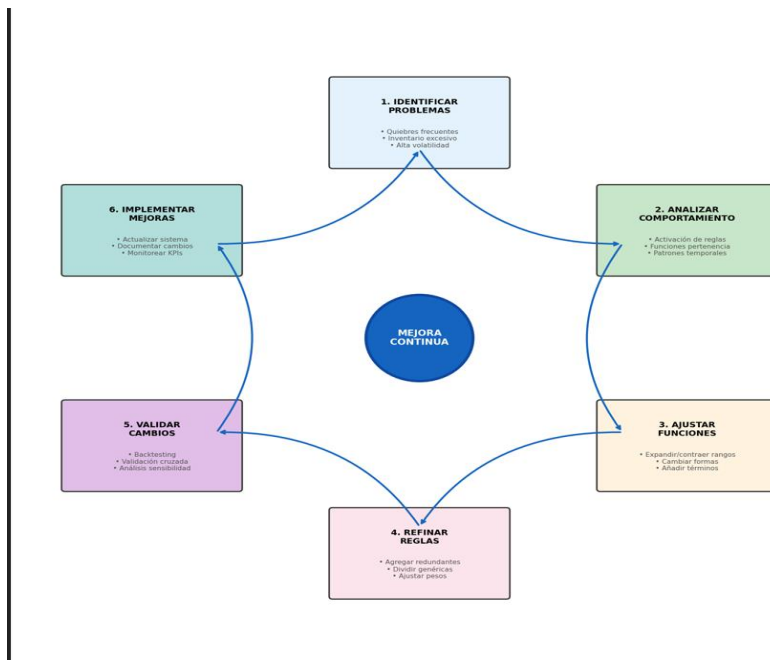 1. IDENTIFICAR
PROBLEMAS
• Quiebres frecuentes
• Inventario excesivo
• Alta volatilidad
2. ANALIZAR
COMPORTAMIENTO
• Activación de reglas
• Funciones pertenencia
• Patrones temporales
3. AJUSTAR
FUNCIONES
• Expandir/contraer rangos
• Cambiar formas
• Añadir términos
4. REFINAR
REGLAS
• Agregar redundantes
• Dividir genéricas
• Ajustar pesos
5. VALIDAR
CAMBIOS
• Backtesting
• Validación cruzada
• Análisis sensibilidad
6. IMPLEMENTAR
MEJORAS
• Actualizar sistema
• Documentar cambios
• Monitorear KPIs
MEJORA
CONTINUA